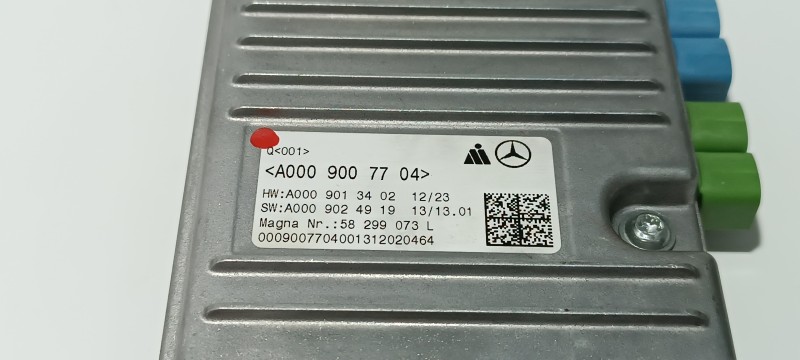 Q<001>
<A000 900 77 04>
HW:A000 901 34 02 12/23
SW:A000 902 49 19 13/13.01
Magna Nr.:58 299 073 L
0009007704001312020464